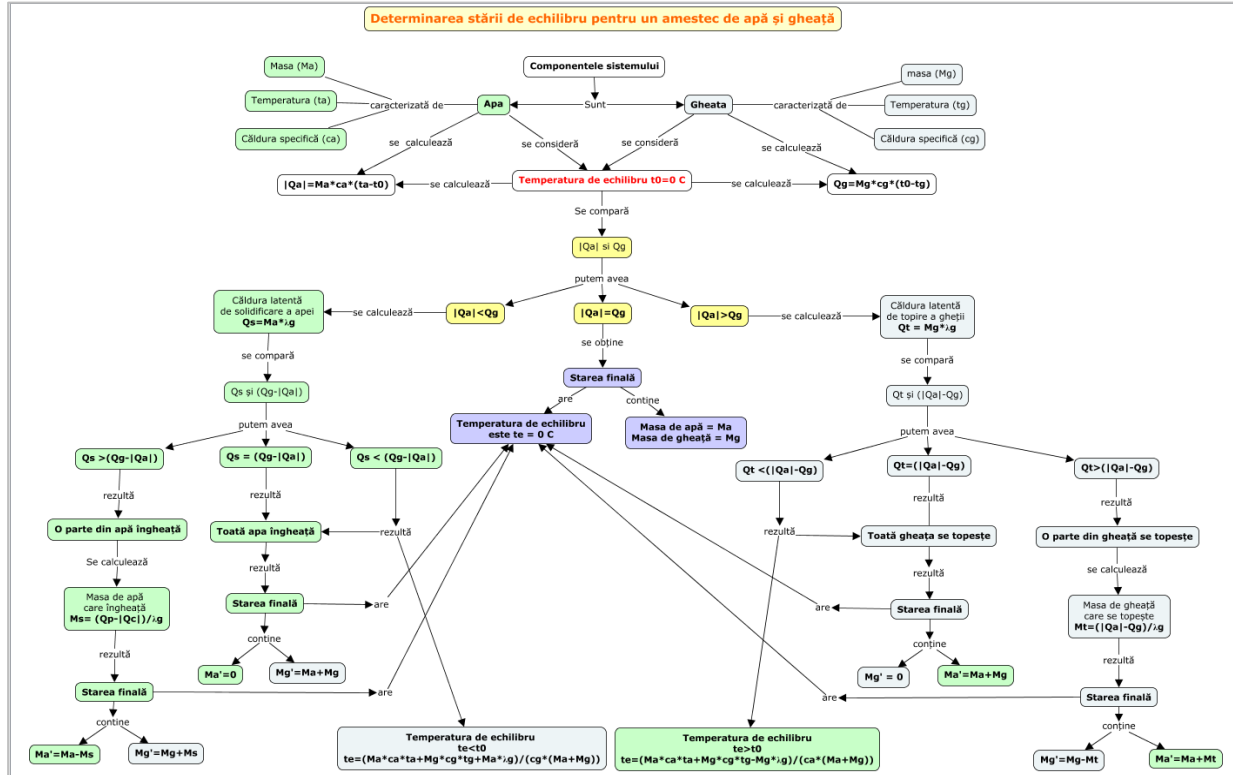 Determinarea stării de echilibru pentru un amestec de apă și gheață
Masa (Ma)
Componentele sistemului
masa (Mg)
Temperatura (ta)
caracterizată de
Apa
Sunt
Gheata
caracterizată de
Temperatura (tg)
Căldura specifică (ca)
Căldura specifică (cg)
se calculează
se consideră
se consideră
se calculează
|Qa|=Ma*ca*(ta-t0)
se calculează
Temperatura de echilibru t0=0 C
se calculează
Qg=Mg*cg*(t0-tg)
Se compară
|Qa| si Qg
putem avea
Căldura latentă
de solidificare a apei
Qs=Ma*λg
se calculează
|Qa|<Qg
|Qa|=Qg
|Qa|>Qg
se calculează
Căldura latentă
de topire a gheții
Qt = Mg*λg
se obține
se compară
se compară
Starea finală
Qs și (Qg-|Qa|)
Qt și (|Qa|-Qg)
are
conține
Temperatura de echilibru
este te = 0 C
Masa de apă = Ma
Masa de gheață = Mg
putem avea
putem avea
Qs >(Qg-|Qa|)
Qs = (Qg-|Qa|)
Qs < (Qg-|Qa|)
Qt <(|Qa|-Qg)
Qt=(|Qa|-Qg)
Qt>(|Qa|-Qg)
rezultă
rezultă
rezultă
rezultă
O parte din apă îngheață
Toată apa îngheață
rezultă
rezultă
Toată gheața se topește
O parte din gheață se topește
Se calculează
rezultă
rezultă
se calculează
Masa de apă
care îngheață
Ms= (Qp-|Qc|)/λg
Starea finală
are
are
Starea finală
Masa de gheață
care se topește
Mt=(|Qa|-Qg)/λg
conține
conține
rezultă
Ma'=0
Mg'=Ma+Mg
Mg' = 0
Ma'=Ma+Mg
rezultă
Starea finală
are
are
Starea finală
conține
conține
Ma'=Ma-Ms
Mg'=Mg+Ms
Temperatura de echilibru
te<t0
te=(Ma*ca*ta+Mg*cg*tg+Ma*λg)/(cg*(Ma+Mg))
Temperatura de echilibru
te>t0
te=(Ma*ca*ta+Mg*cg*tg-Mg*λg)/(ca*(Ma+Mg))
Mg'=Mg-Mt
Ma'=Ma+Mt